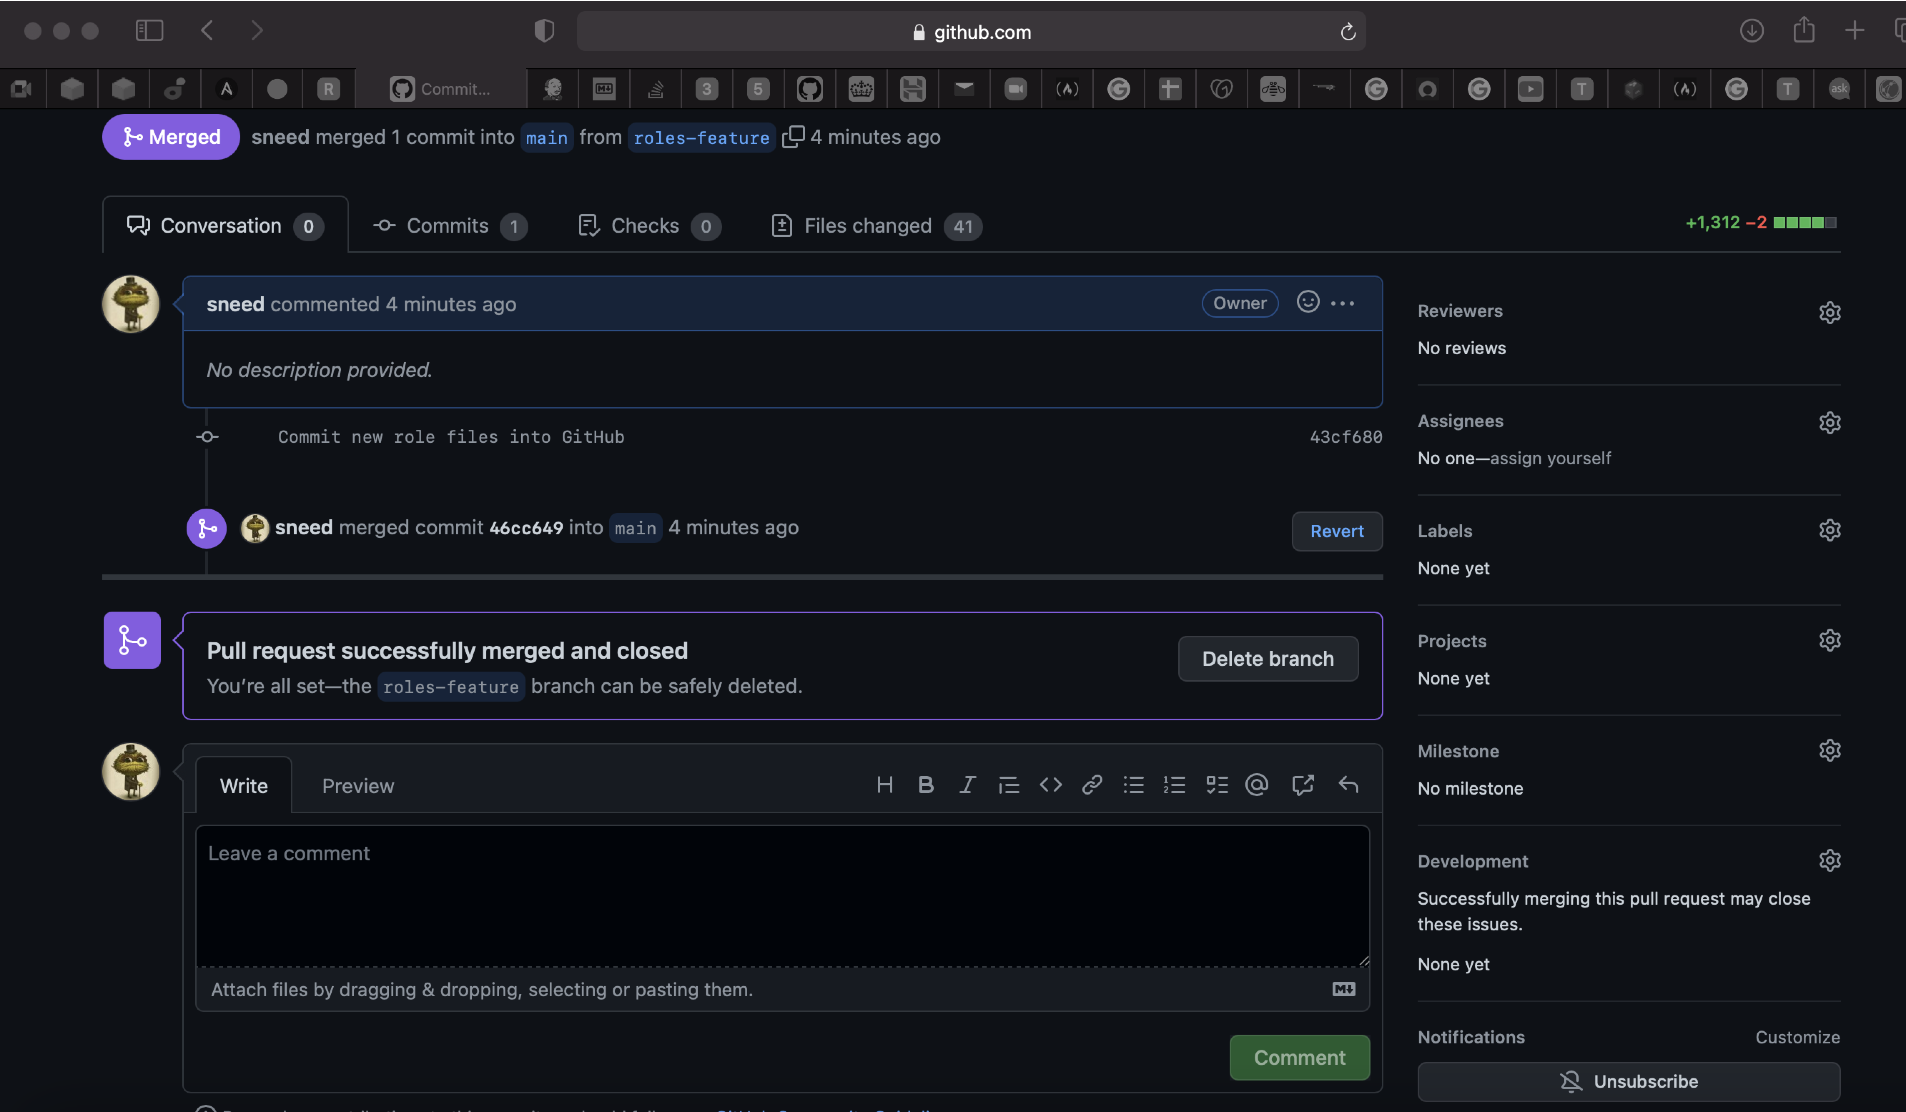 github.com
A
R
Commit...
3
5
T
T
ask
Merged
sneed merged 1 commit into main from roles-feature 4 minutes ago
Conversation 0
Commits 1
Checks 0
Files changed 41
+1,312 −2
sneed commented 4 minutes ago
Owner
No description provided.
Commit new role files into GitHub
43cf680
sneed merged commit 46cc649 into main 4 minutes ago
Revert
Pull request successfully merged and closed
You’re all set—the roles-feature branch can be safely deleted.
Delete branch
Write
Preview
Leave a comment
Attach files by dragging & dropping, selecting or pasting them.
Comment
Reviewers
No reviews
Assignees
No one—assign yourself
Labels
None yet
Projects
None yet
Milestone
No milestone
Development
Successfully merging this pull request may close
these issues.
None yet
Notifications
Customize
Unsubscribe